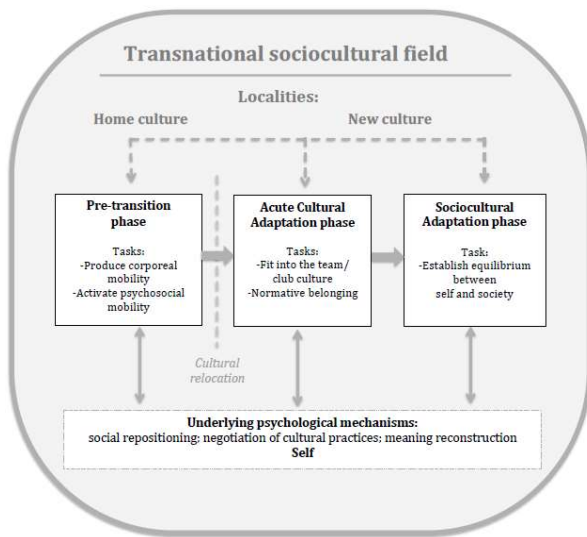 Transnational sociocultural field
Localities:
Home culture
New culture
Pre-transition
phase
Tasks:
-Produce corporeal
mobility
-Activate psychosocial
mobility
Cultural
relocation
Acute Cultural
Adaptation phase
Tasks:
-Fit into the team/
club culture
-Normative belonging
Sociocultural
Adaptation phase
Task:
-Establish equilibrium
between
self and society
Underlying psychological mechanisms:
social repositioning; negotiation of cultural practices; meaning reconstruction
Self